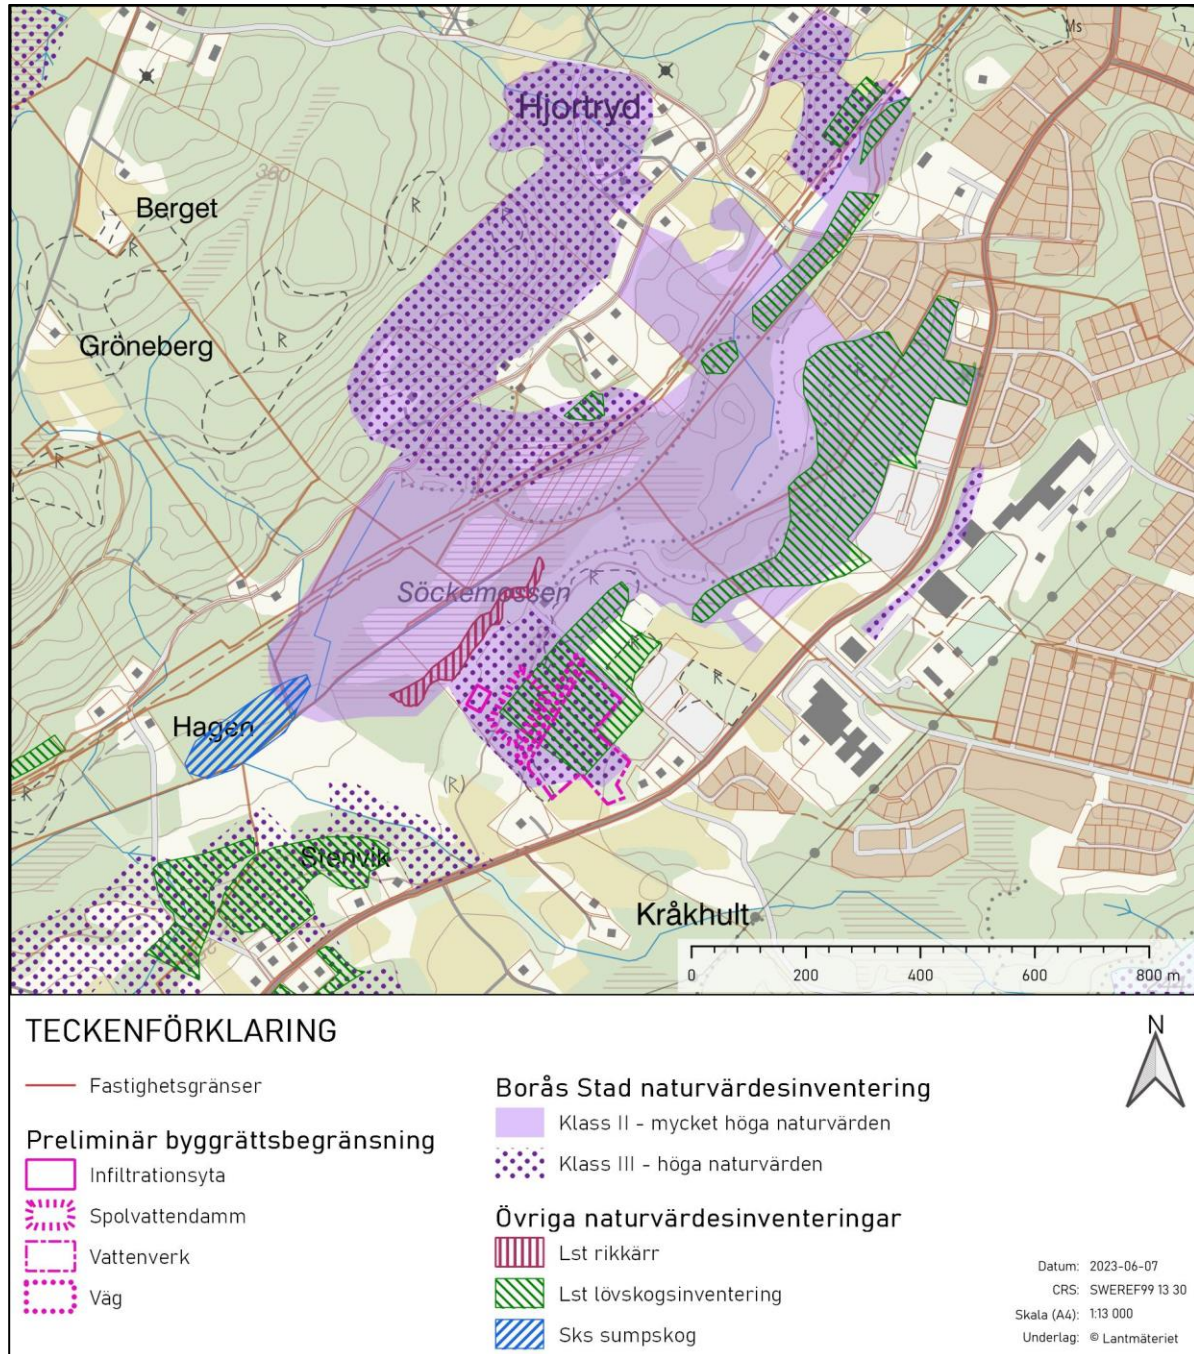 Ms
Hjortryd
360
Berget
R
R
R
Gröneberg
R
R
R
R
Söckemossen
R
R
R
Hagen
(R)
R
Stenvik
Kråkhult
0 200 400 600 800 m
TECKENFÖRKLARING
N
Fastighetsgränser
Preliminär byggrättsbegränsning
Infiltrationsyta
Spolvattendamm
Vattenverk
Väg
Borås Stad naturvärdesinventering
Klass II - mycket höga naturvärden
Klass III - höga naturvärden
Övriga naturvärdesinventeringar
Lst rikkärr
Lst lövskogsinventering
Sks sumpskog
Datum: 2023-06-07
CRS: SWEREF99 13 30
Skala (A4): 1:13 000
Underlag: © Lantmäteriet